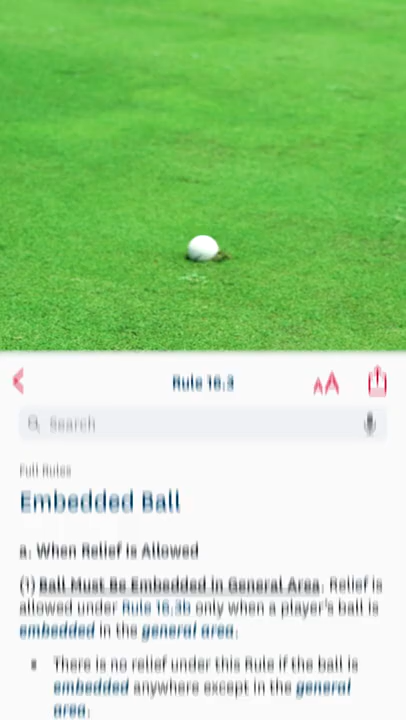 Rule 16.3
Search
Full Rules
Embedded Ball
a. When Relief is Allowed
(1) Ball Must Be Embedded in General Area. Relief is
allowed under Rule 16.3b only when a player's ball is
embedded in the general area.
There is no relief under this Rule if the ball is
embedded anywhere except in the general
area.